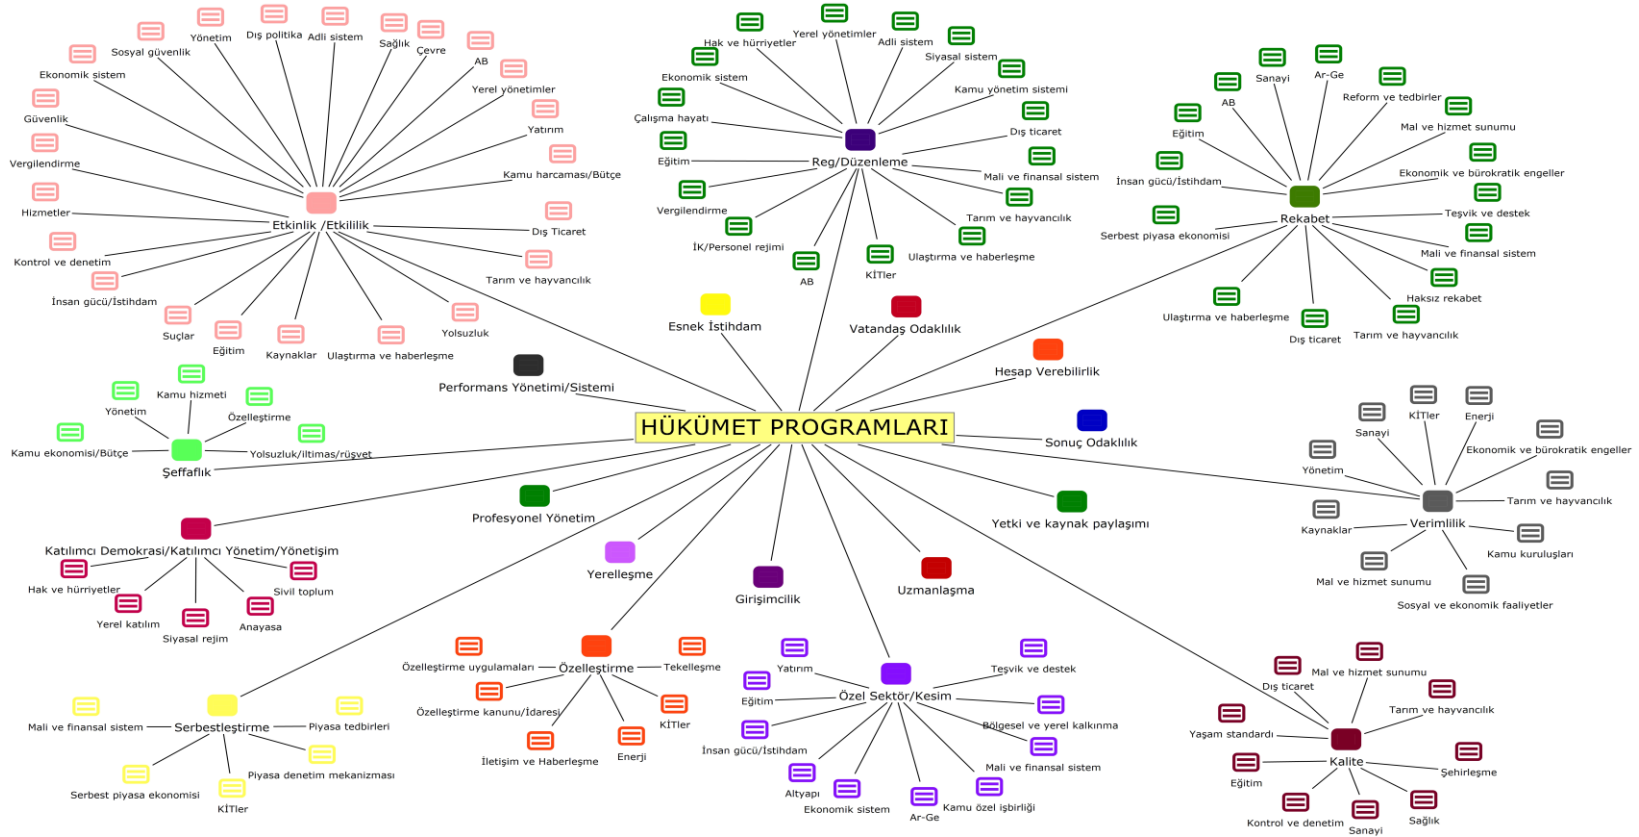 HÜKÜMET PROGRAMLARI
Etkinlik /Etkililik
Ekonomik sistem
Sosyal güvenlik
Yönetim
Dış politika
Adli sistem
Sağlık
Çevre
AB
Yerel yönetimler
Yatırım
Kamu harcaması/Bütçe
Dış Ticaret
Tarım ve hayvancılık
Yolsuzluk
Ulaştırma ve haberleşme
Kaynaklar
Eğitim
Suçlar
İnsan gücü/İstihdam
Kontrol ve denetim
Hizmetler
Vergilendirme
Güvenlik
Reg/Düzenleme
Hak ve hürriyetler
Yerel yönetimler
Adli sistem
Siyasal sistem
Kamu yönetim sistemi
Dış ticaret
Mali ve finansal sistem
Tarım ve hayvancılık
Ulaştırma ve haberleşme
KİTler
AB
İK/Personel rejimi
Vergilendirme
Eğitim
Çalışma hayatı
Ekonomik sistem
Rekabet
AB
Sanayi
Ar-Ge
Reform ve tedbirler
Mal ve hizmet sunumu
Ekonomik ve bürokratik engeller
Teşvik ve destek
Mali ve finansal sistem
Haksız rekabet
Tarım ve hayvancılık
Dış ticaret
Ulaştırma ve haberleşme
Serbest piyasa ekonomisi
İnsan gücü/İstihdam
Eğitim
Esnek İstihdam
Vatandaş Odaklılık
Performans Yönetimi/Sistemi
Hesap Verebilirlik
Sonuç Odaklılık
Şeffaflık
Kamu ekonomisi/Bütçe
Yönetim
Kamu hizmeti
Özelleştirme
Yolsuzluk/iltimas/rüşvet
Verimlilik
Yönetim
Sanayi
KİTler
Enerji
Ekonomik ve bürokratik engeller
Tarım ve hayvancılık
Kamu kuruluşları
Sosyal ve ekonomik faaliyetler
Mal ve hizmet sunumu
Kaynaklar
Profesyonel Yönetim
Yetki ve kaynak paylaşımı
Yerelleşme
Girişimcilik
Uzmanlaşma
Katılımcı Demokrasi/Katılımcı Yönetim/Yönetişim
Hak ve hürriyetler
Yerel katılım
Siyasal rejim
Anayasa
Sivil toplum
Serbestleştirme
Mali ve finansal sistem
Serbest piyasa ekonomisi
KİTler
Piyasa denetim mekanizması
Piyasa tedbirleri
Özelleştirme
Özelleştirme uygulamaları
Özelleştirme kanunu/İdaresi
İletişim ve Haberleşme
Enerji
KİTler
Tekelleşme
Özel Sektör/Kesim
Yatırım
Eğitim
İnsan gücü/İstihdam
Altyapı
Ekonomik sistem
Ar-Ge
Kamu özel işbirliği
Mali ve finansal sistem
Bölgesel ve yerel kalkınma
Teşvik ve destek
Kalite
Dış ticaret
Mal ve hizmet sunumu
Tarım ve hayvancılık
Şehirleşme
Sağlık
Sanayi
Kontrol ve denetim
Eğitim
Yaşam standardı